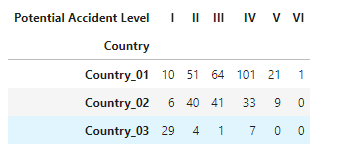 Potential Accident Level I II III IV V VI
Country
Country_01 10 51 64 101 21 1
Country_02 6 40 41 33 9 0
Country_03 29 4 1 7 0 0